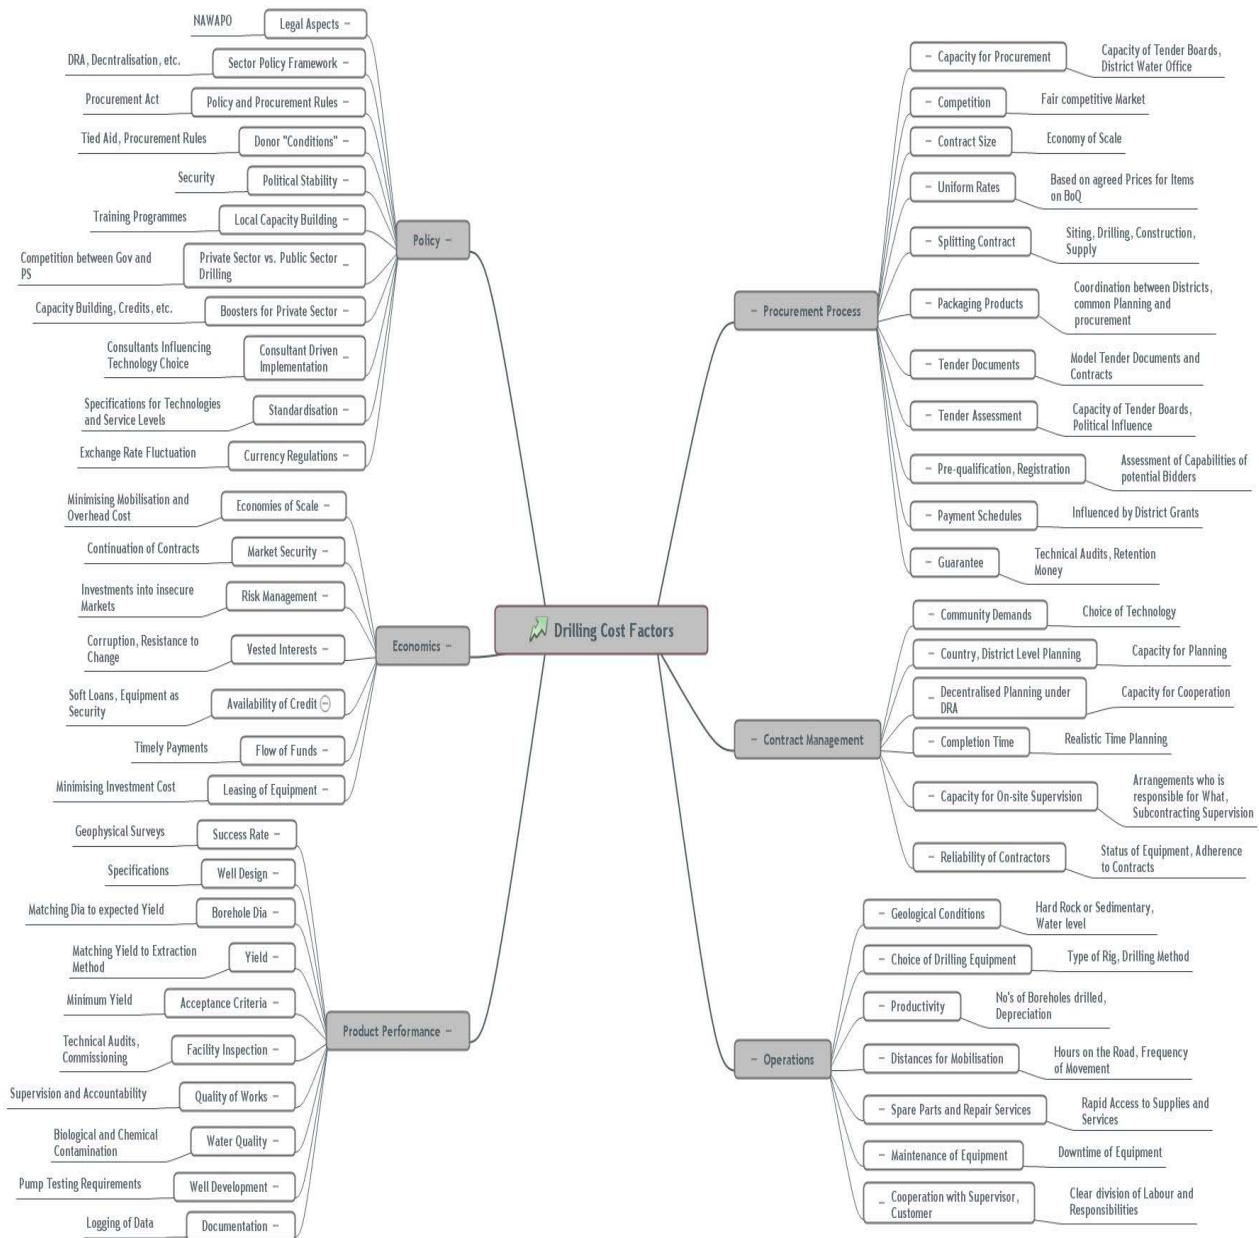 Drilling Cost Factors
Policy
Legal Aspects
NAWAPO
Sector Policy Framework
DRA, Decntralisation, etc.
Policy and Procurement Rules
Procurement Act
Donor "Conditions"
Tied Aid, Procurement Rules
Political Stability
Security
Local Capacity Building
Training Programmes
Private Sector vs. Public Sector
Drilling
Competition between Gov and
PS
Boosters for Private Sector
Capacity Building, Credits, etc.
Consultant Driven
Implementation
Consultants Influencing
Technology Choice
Standardisation
Specifications for Technologies
and Service Levels
Currency Regulations
Exchange Rate Fluctuation
Economics
Economies of Scale
Minimising Mobilisation and
Overhead Cost
Market Security
Continuation of Contracts
Risk Management
Investments into insecure
Markets
Vested Interests
Corruption, Resistance to
Change
Availability of Credit
Soft Loans, Equipment as
Security
Flow of Funds
Timely Payments
Leasing of Equipment
Minimising Investment Cost
Product Performance
Success Rate
Geophysical Surveys
Well Design
Specifications
Borehole Dia
Matching Dia to expected Yield
Yield
Matching Yield to Extraction
Method
Acceptance Criteria
Minimum Yield
Facility Inspection
Technical Audits,
Commissioning
Quality of Works
Supervision and Accountability
Water Quality
Biological and Chemical
Contamination
Well Development
Pump Testing Requirements
Documentation
Logging of Data
Procurement Process
Capacity for Procurement
Capacity of Tender Boards,
District Water Office
Competition
Fair competitive Market
Contract Size
Economy of Scale
Uniform Rates
Based on agreed Prices for Items
on BoQ
Splitting Contract
Siting, Drilling, Construction,
Supply
Packaging Products
Coordination between Districts,
common Planning and
procurement
Tender Documents
Model Tender Documents and
Contracts
Tender Assessment
Capacity of Tender Boards,
Political Influence
Pre-qualification, Registration
Assessment of Capabilities of
potential Bidders
Payment Schedules
Influenced by District Grants
Guarantee
Technical Audits, Retention
Money
Contract Management
Community Demands
Choice of Technology
Country, District Level Planning
Capacity for Planning
Decentralised Planning under
DRA
Capacity for Cooperation
Completion Time
Realistic Time Planning
Capacity for On-site Supervision
Arrangements who is
responsible for What,
Subcontracting Supervision
Reliability of Contractors
Status of Equipment, Adherence
to Contracts
Operations
Geological Conditions
Hard Rock or Sedimentary,
Water level
Choice of Drilling Equipment
Type of Rig, Drilling Method
Productivity
No's of Boreholes drilled,
Depreciation
Distances for Mobilisation
Hours on the Road, Frequency
of Movement
Spare Parts and Repair Services
Rapid Access to Supplies and
Services
Maintenance of Equipment
Downtime of Equipment
Cooperation with Supervisor,
Customer
Clear division of Labour and
Responsibilities